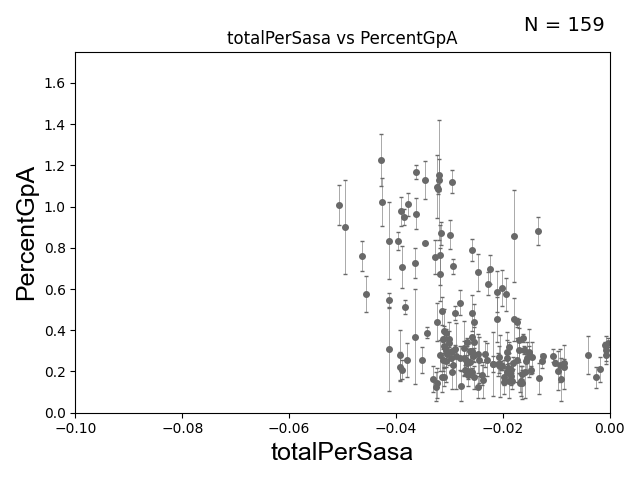 N = 159
totalPerSasa vs PercentGpA
PercentGpA
1.6
1.4
1.2
1.0
0.8
0.6
0.4
0.2
0.0
−0.10 −0.08 −0.06 −0.04 −0.02 0.00
totalPerSasa